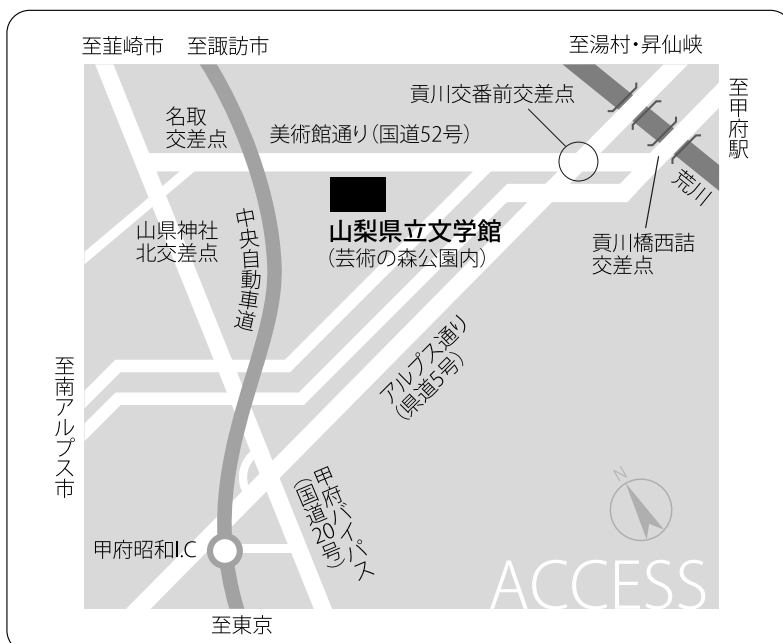 至韮崎市
至諏訪市
至湯村・昇仙峡
至甲府駅
貢川交番前交差点
名取
交差点
美術館通り(国道52号)
荒川
山梨県立文学館
(芸術の森公園内)
山県神社
北交差点
中央自動車道
貢川橋西詰
交差点
アルプス通り
(県道5号)
至南アルプス市
甲府バイパス
(国道20号)
N
甲府昭和I.C
ACCESS
至東京